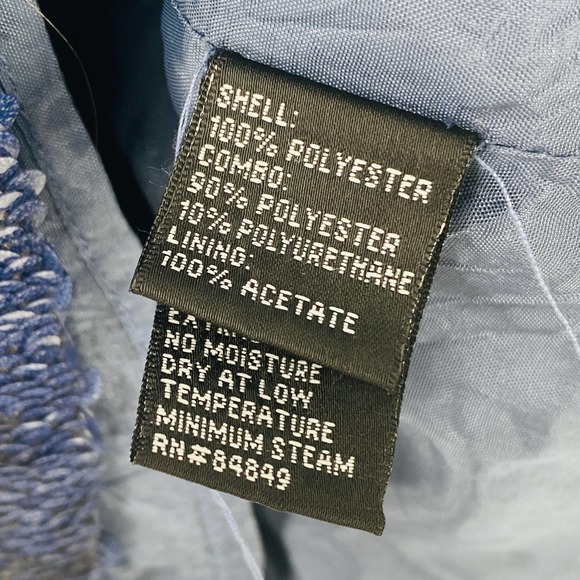 SHELL:
100% POLYESTER
COMBO:
90% POLYESTER
10% POLYURETHANE
LINING:
100% ACETATE
NO MOISTURE
DRY AT LOW
TEMPERATURE
MINIMUM STEAM
RN#84849